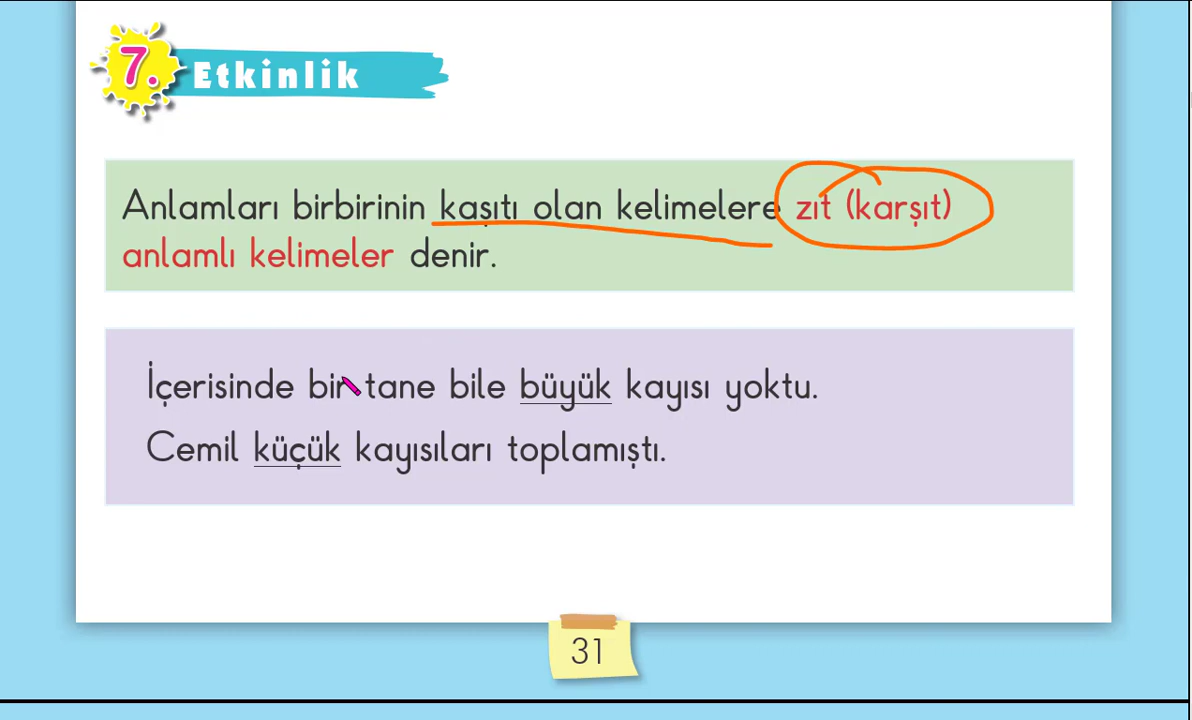 7. Etkinlik
Anlamları birbirinin kaşıtı olan kelimelere zıt (karşıt)
anlamlı kelimeler denir.
İçerisinde bir tane bile büyük kayısı yoktu.
Cemil küçük kayısıları toplamıştı.
31